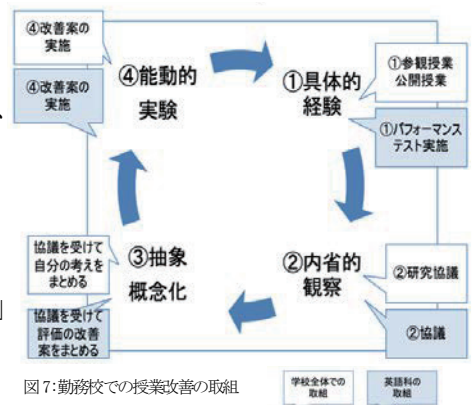 ④改善案の
実施
④改善案の
実施
④能動的
実験
①具体的
経験
①参観授業
公開授業
①パフォーマンス
テスト実施
協議を受けて
自分の考えを
まとめる
協議を受けて
評価の改善
案をまとめる
③抽象
概念化
②内省的
観察
②研究協議
②協議
図7:勤務校での授業改善の取組
学校全体での
取組
英語科の
取組